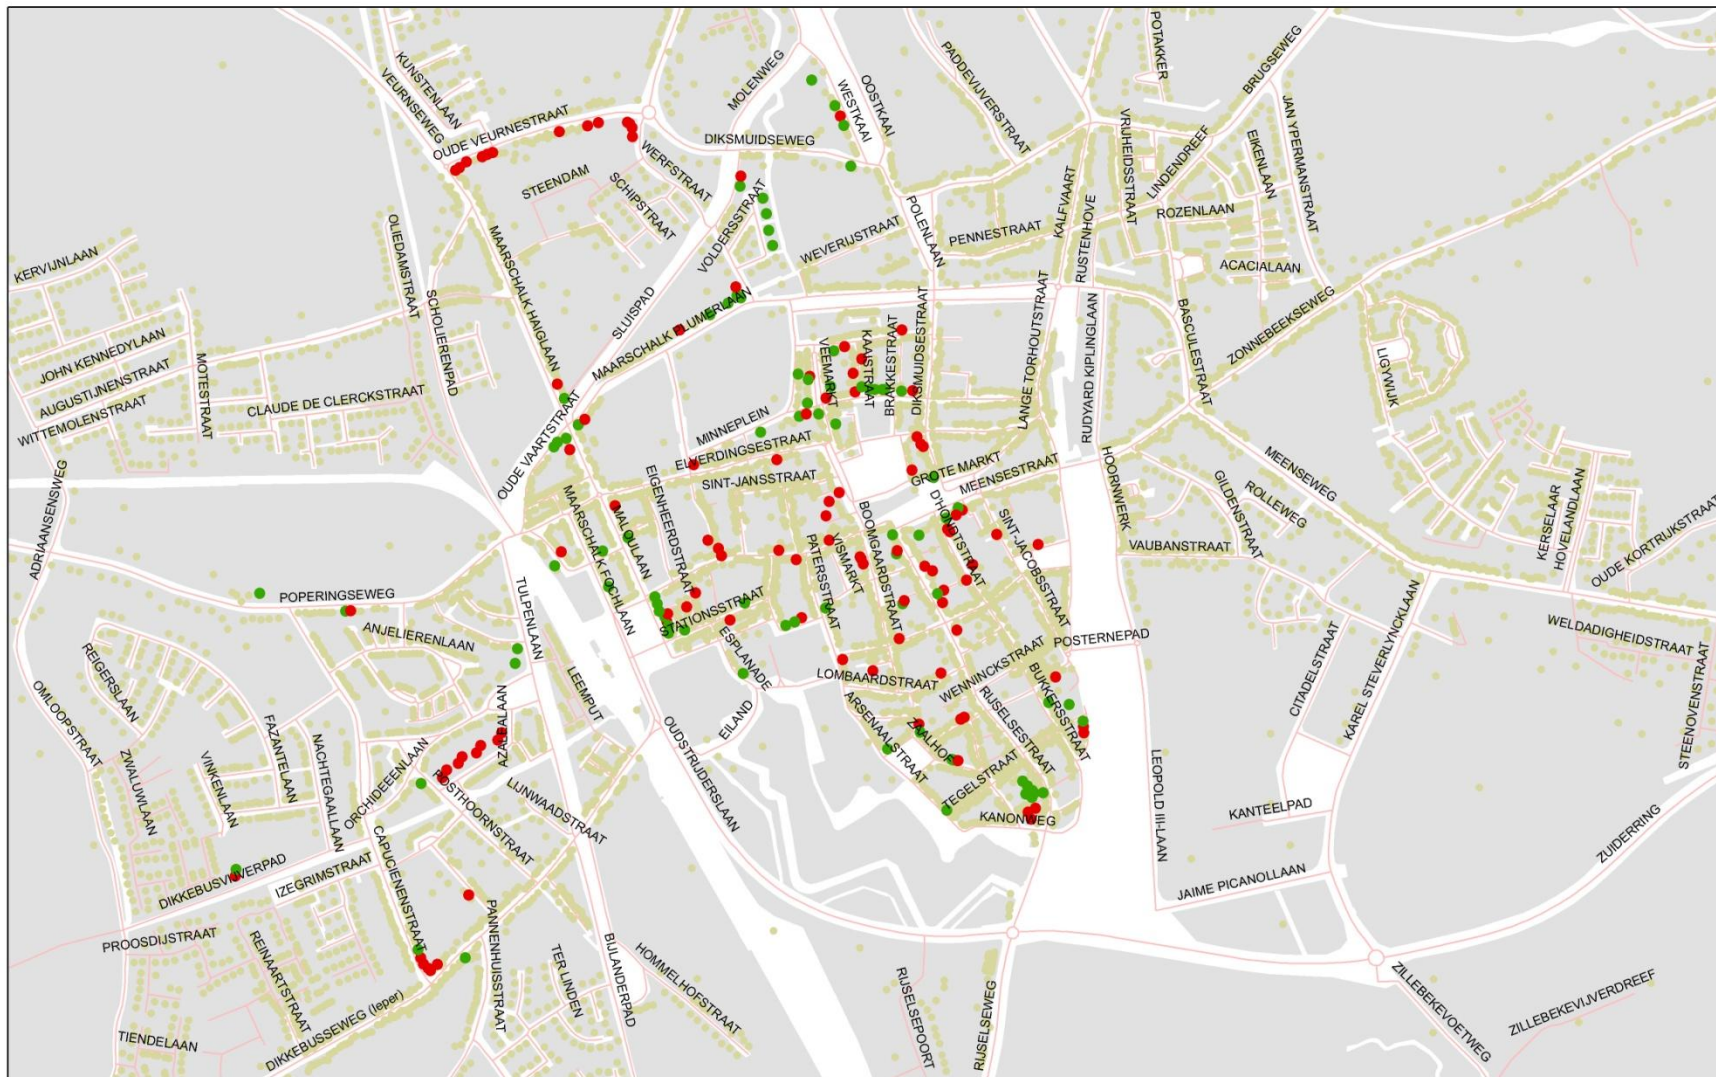 POTAKKER
BRUGSEWEG
KUNSTENLAAN
VEURNSEWEG
MOLENWEG
WESTKAAI
OOSTKAAI
PADDEVIJVERSTRAAT
JAN YPERMANSTRAAT
OUDE VEURNESTRAAT
DIKSMUIDSEWEG
VRIJHEIDSSTRAAT
LINDENDREEF
EIKENLAAN
WERFSTRAAT
STEENDAM
SCHIPSTRAAT
VOLDERSSTRAAT
POLENLAAN
KALFVAART
ROZENLAAN
PENNESTRAAT
WEVERIJSTRAAT
RUSTENHOVE
ACACIALAAN
OLIEDAMSTRAAT
KERVIJNLAAN
MAARSCHALK HAIGLAAN
SCHOLIERENPAD
SLUISPAD
MAARSCHALK PLUMERLAAN
BASCULESTRAAT
ZONNEBEEKSEWEG
LANGE TORHOUTSTRAAT
RUDYARD KIPLINGLAAN
JOHN KENNEDYLAAN
AUGUSTIJNENSTRAAT
WITTEMOLENSTRAAT
MOTESTRAAT
CLAUDE DE CLERCKSTRAAT
VEEMARKT
KAAISTRAAT
BRAKKESTRAAT
DIKSMUIDSESTRAAT
LIGYWIJK
MINNEPLEIN
ELVERDINGSESTRAAT
OUDE VAARTSTRAAT
SINT-JANSSTRAAT
GROTE MARKT
MEENSESTRAAT
HOORNWERK
MEENSEWEG
ADRIAANSENSWEG
EIGENHEERDSTRAAT
MAARSCHALK FOCHLAAN
MALOULAAN
BOOMGAARDSTRAAT
D'HONDTSTRAAT
SINT-JACOBSSTRAAT
GILDENSTRAAT
ROLLEWEG
KERSELAAR
HOVELANDLAAN
OUDE KORTRIJKSTRAAT
VAUBANSTRAAT
PATERSSTRAAT
VISMARKT
POPERINGSEWEG
TULPENLAAN
STATIONSSTRAAT
ANJELIERENLAAN
ESPLANADE
POSTERNEPAD
WELDADIGHEIDSTRAAT
REIGERSLAAN
LEEMPUT
LOMBAARDSTRAAT
WENNINCKSTRAAT
BUKKERSSTRAAT
CITADELSTRAAT
KAREL STEVERLYNCKLAAN
STEENOVENSTRAAT
OMLOOPSTRAAT
AZALEALAAN
EILAND
ARSENAALSTRAAT
ZAALHOF
RIJSELSESTRAAT
FAZANTELAAN
ZWALUWLAAN
VINKENLAAN
NACHTEGAALLAAN
ORCHIDEEENLAAN
OUDSTRIJDERSLAAN
TEGELSTRAAT
LEOPOLD III-LAAN
ROSTHOORNSTRAAT
LIJNWAADSTRAAT
KANONWEG
KANTEELPAD
ZUIDERRING
DIKKEBUSVIJVERPAD
IZEGRIMSTRAAT
CAPUCIENENSTRAAT
JAIME PICANOLLAAN
PROOSDIJSTRAAT
REINAARTSTRAAT
PANNENHUISSTRAAT
TER LINDEN
BIJLANDERPAD
HOMMELHOFSTRAAT
RIJSELSEPOORT
RIJSELSEWEG
ZILLEBEKEVOETWEG
ZILLEBEKEVIJVERDREEF
TIENDELAAN
DIKKEBUSSEWEG (Ieper)